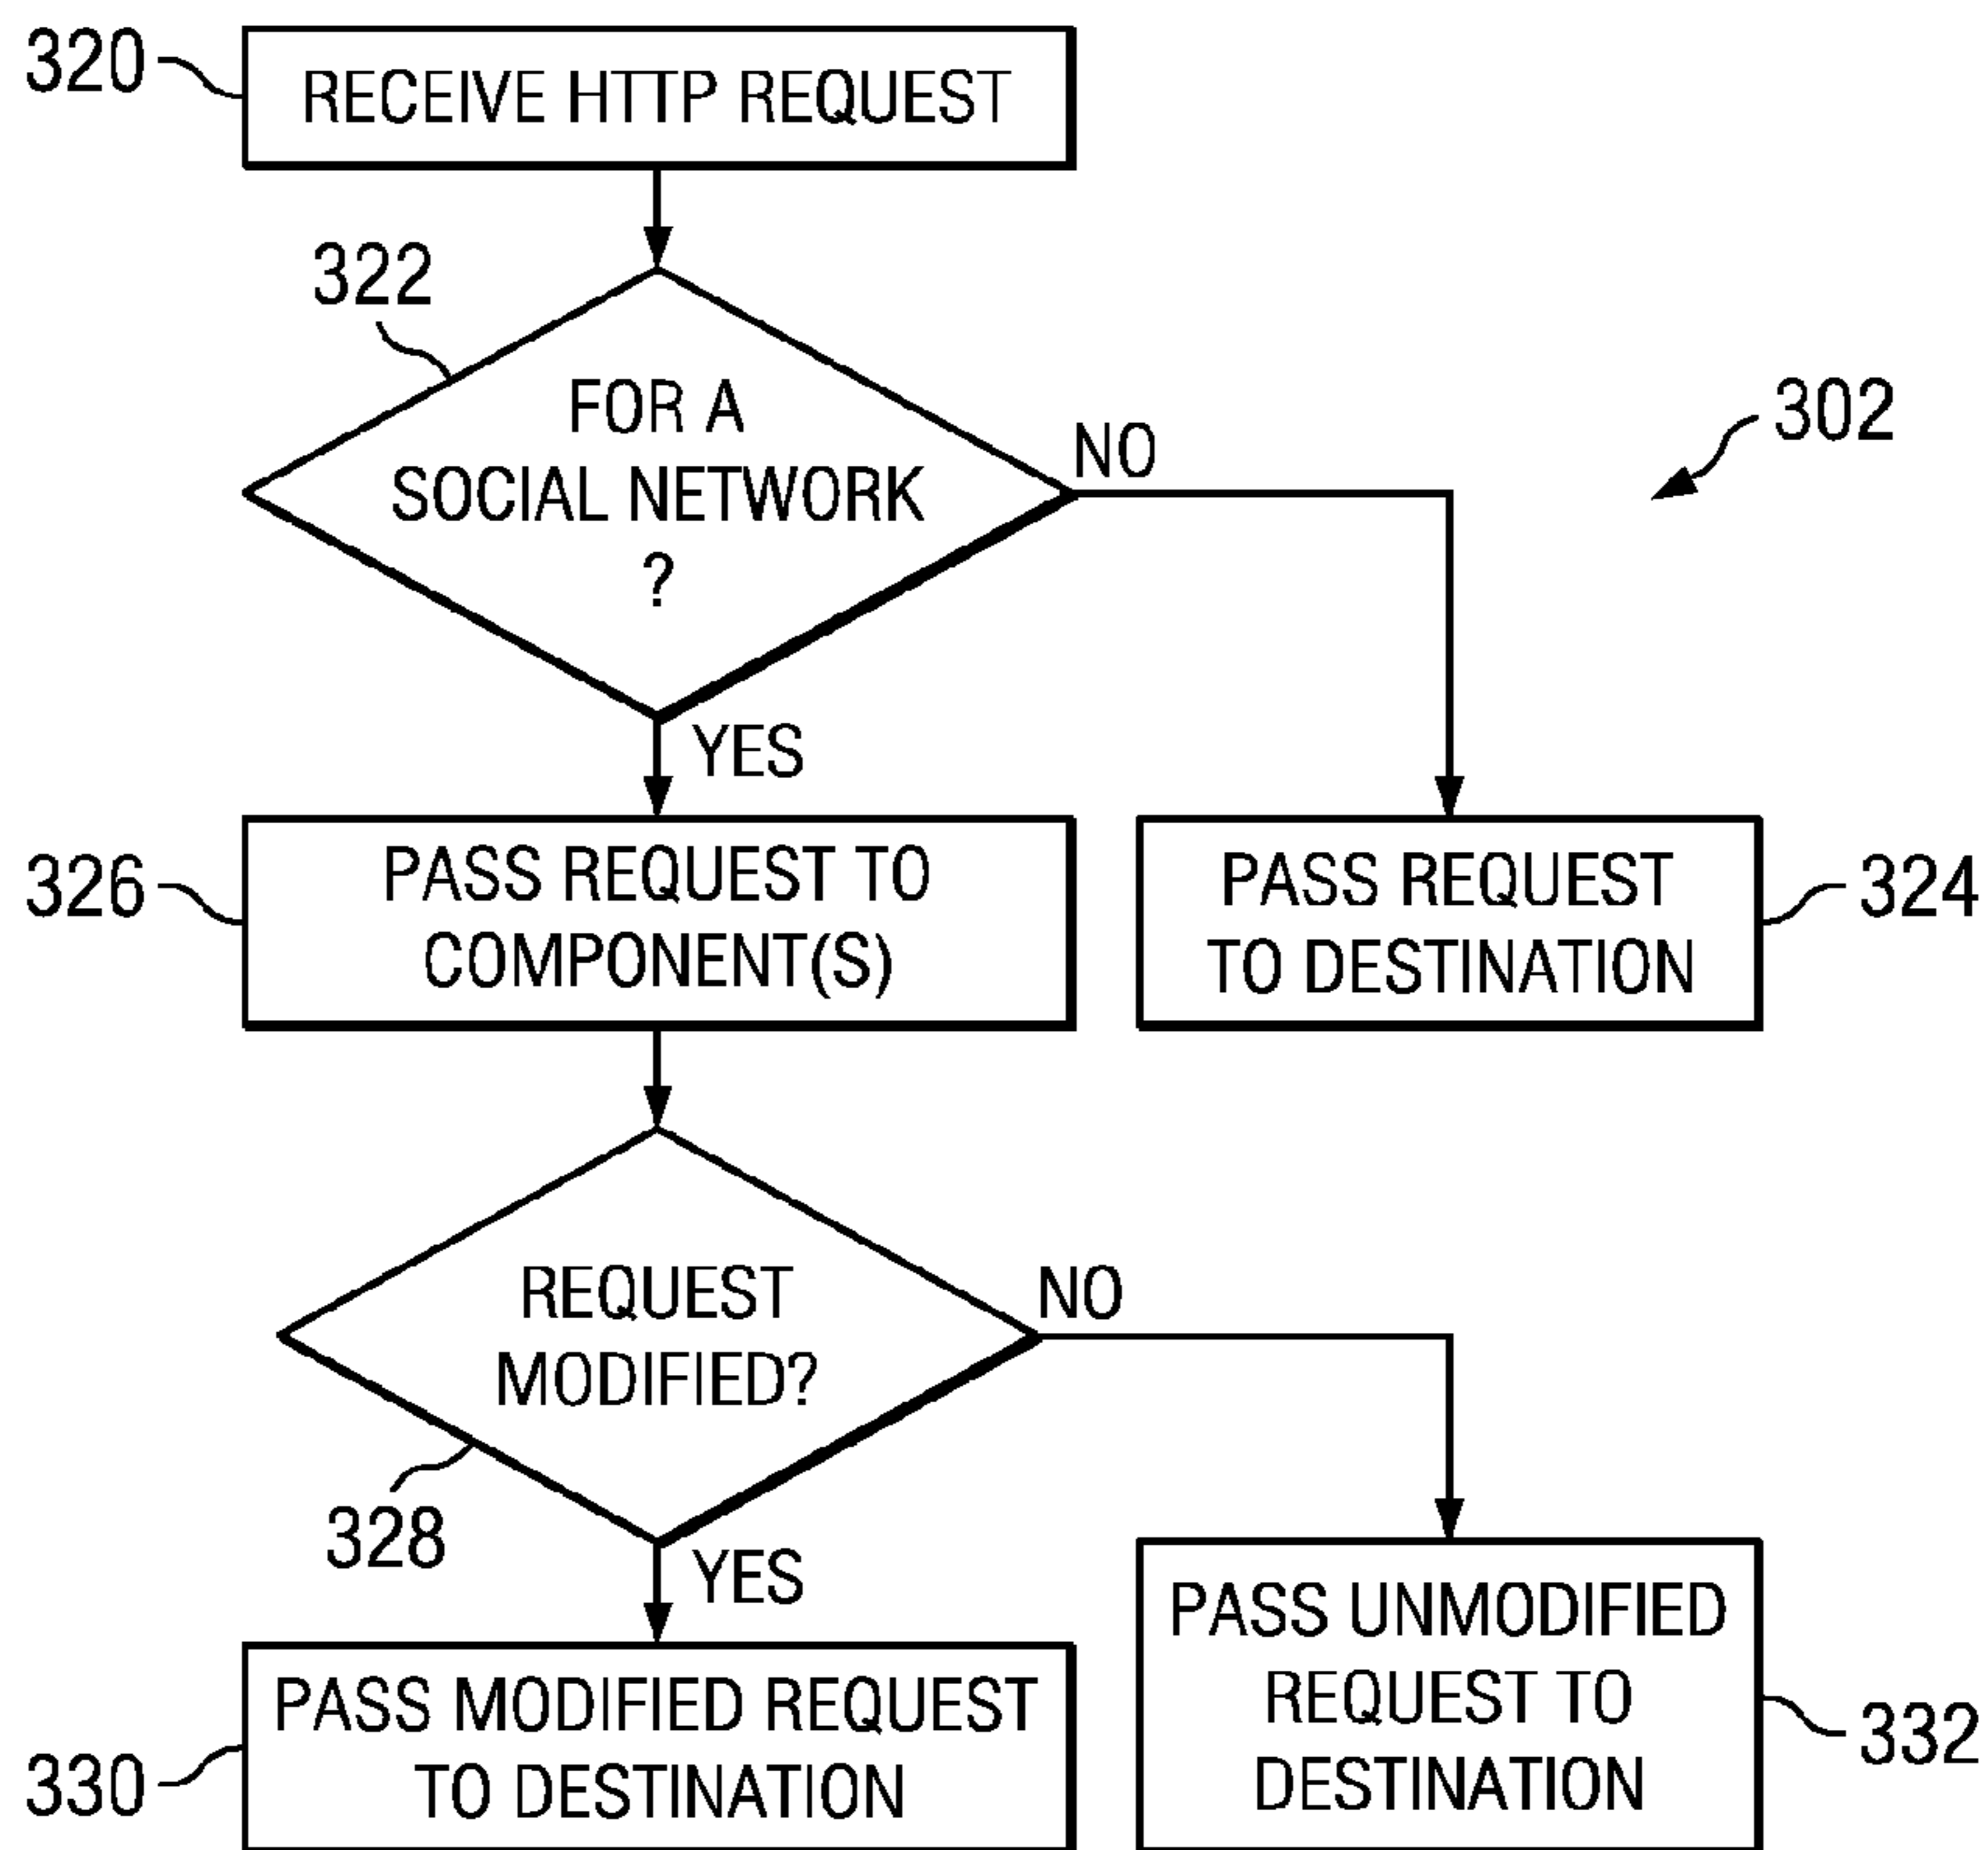 320
RECEIVE HTTP REQUEST
322
FOR A
SOCIAL NETWORK
?
NO
302
YES
326
PASS REQUEST TO
COMPONENT(S)
PASS REQUEST
TO DESTINATION
324
REQUEST
MODIFIED?
NO
328
YES
330
PASS MODIFIED REQUEST
TO DESTINATION
PASS UNMODIFIED
REQUEST TO
DESTINATION
332